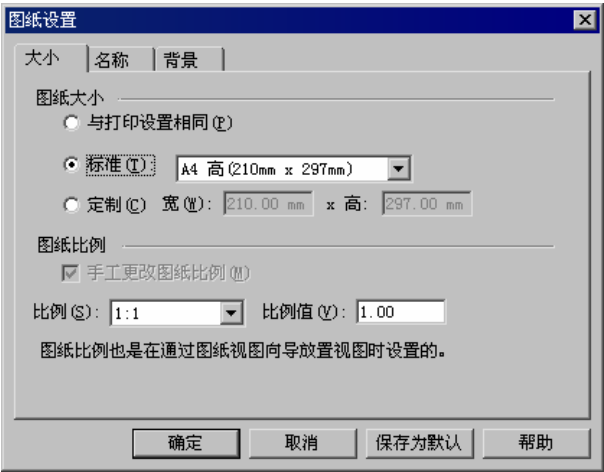 图纸设置
大小 名称 背景
图纸大小
与打印设置相同(P)
标准(T): A4 高(210mm x 297mm)
定制(C) 宽(W): 210.00 mm x 高: 297.00 mm
图纸比例
手工更改图纸比例(M)
比例(S): 1:1 比例值(V): 1.00
图纸比例也是在通过图纸视图向导放置视图时设置的。
确定 取消 保存为默认 帮助